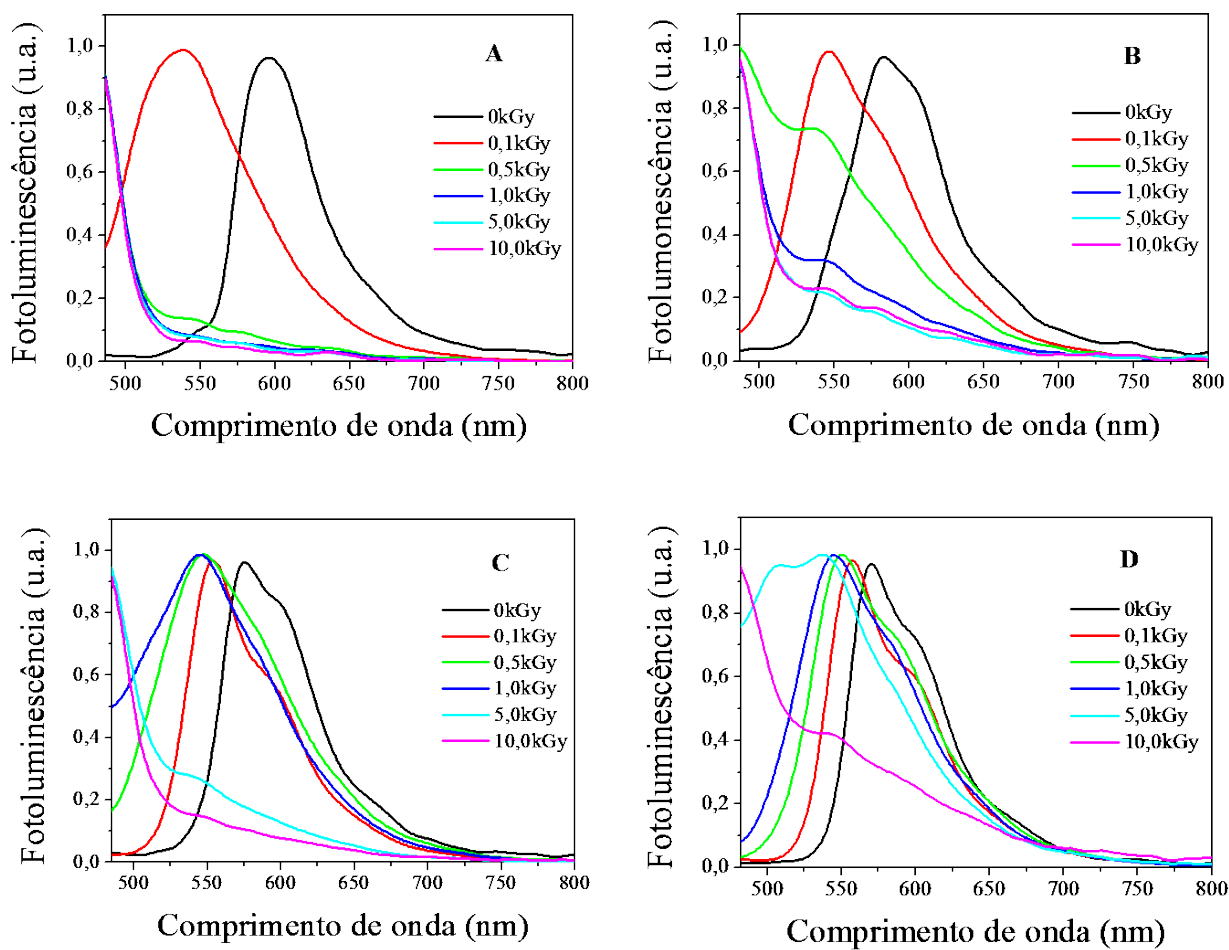 A
Fotoluminescência (u.a.)
1,0
0,8
0,6
0,4
0,2
0,0
0kGy
0,1kGy
0,5kGy
1,0kGy
5,0kGy
10,0kGy
500 550 600 650 700 750 800
Comprimento de onda (nm)
B
Fotolumonescência (u.a.)
1,0
0,8
0,6
0,4
0,2
0,0
0kGy
0,1kGy
0,5kGy
1,0kGy
5,0kGy
10,0kGy
500 550 600 650 700 750 800
Comprimento de onda (nm)
C
Fotoluminescência (u.a.)
1,0
0,8
0,6
0,4
0,2
0,0
0kGy
0,1kGy
0,5kGy
1,0kGy
5,0kGy
10,0kGy
500 550 600 650 700 750 800
Comprimento de onda (nm)
D
Fotoluminescência (u.a.)
1,0
0,8
0,6
0,4
0,2
0,0
0kGy
0,1kGy
0,5kGy
1,0kGy
5,0kGy
10,0kGy
500 550 600 650 700 750 800
Comprimento de onda (nm)